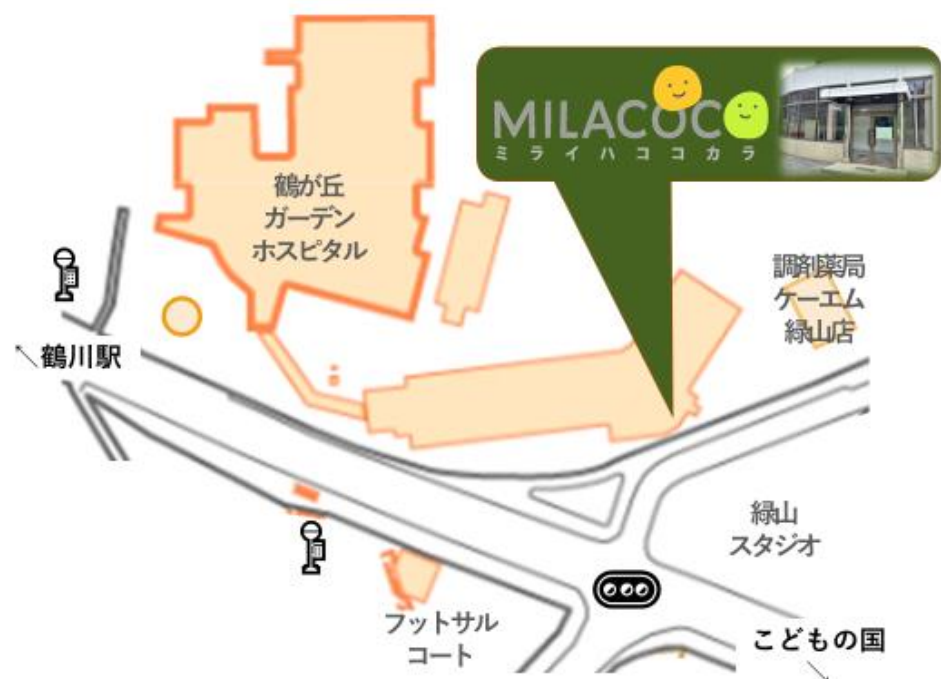 MILACOCO
ミライハココカラ
鶴が丘
ガーデン
ホスピタル
調剤薬局
ケーエム
緑山店
↖鶴川駅
緑山
スタジオ
フットサル
コート
こどもの国
↘